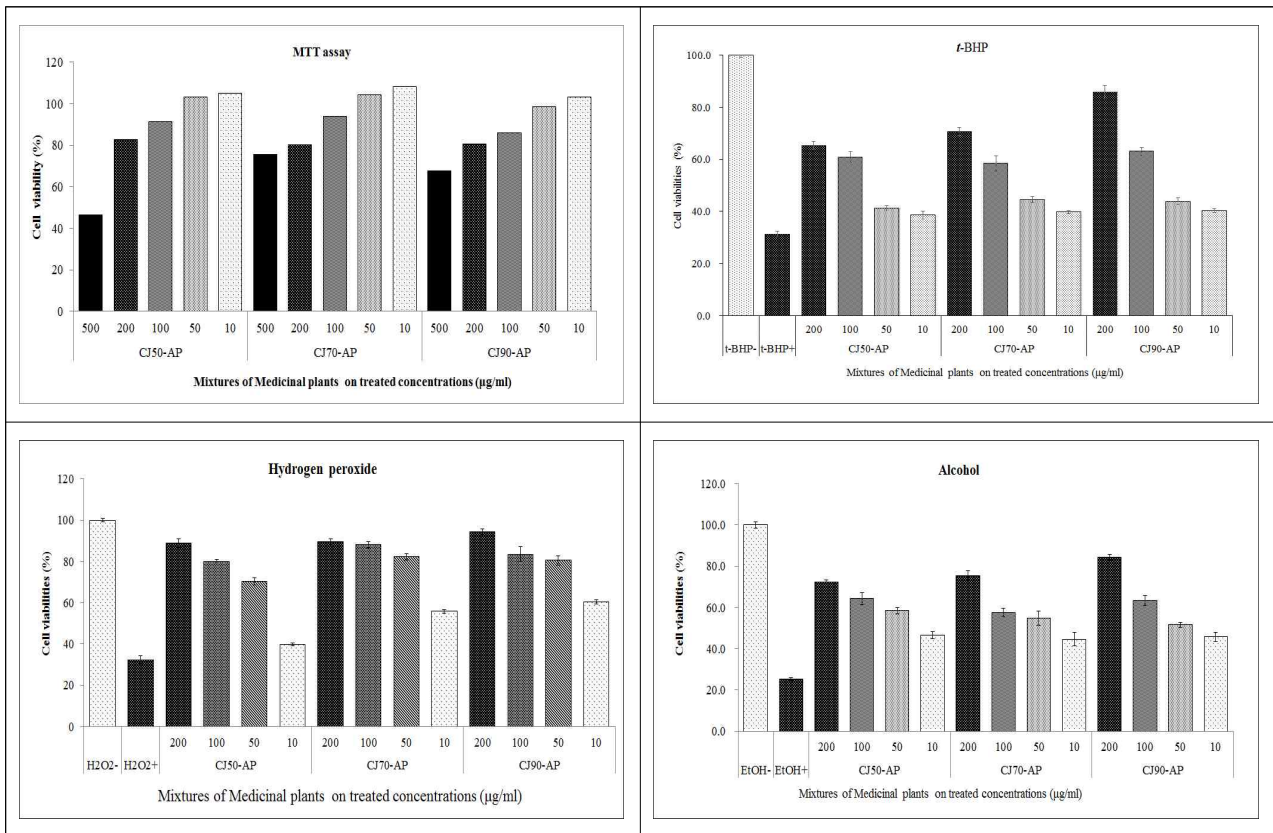 MTT assay
Cell viability (%)
120
100
80
60
40
20
0
500 200 100 50 10 500 200 100 50 10 500 200 100 50 10
CJ50-AP CJ70-AP CJ90-AP
Mixtures of Medicinal plants on treated concentrations (μg/ml)
t-BHP
Cell viabilities (%)
100.0
80.0
60.0
40.0
20.0
0.0
200 100 50 10 200 100 50 10 200 100 50 10
t-BHP- t-BHP+ CJ50-AP CJ70-AP CJ90-AP
Mixtures of Medicinal plants on treated concentrations (μg/ml)
Hydrogen peroxide
Cell viabilities (%)
120
100
80
60
40
20
0
200 100 50 10 200 100 50 10 200 100 50 10
H2O2- H2O2+ CJ50-AP CJ70-AP CJ90-AP
Mixtures of Medicinal plants on treated concentrations (μg/ml)
Alcohol
Cell viabilities (%)
120.0
100.0
80.0
60.0
40.0
20.0
0.0
200 100 50 10 200 100 50 10 200 100 50 10
EtOH- EtOH+ CJ50-AP CJ70-AP CJ90-AP
Mixtures of Medicinal plants on treated concentrations (μg/ml)